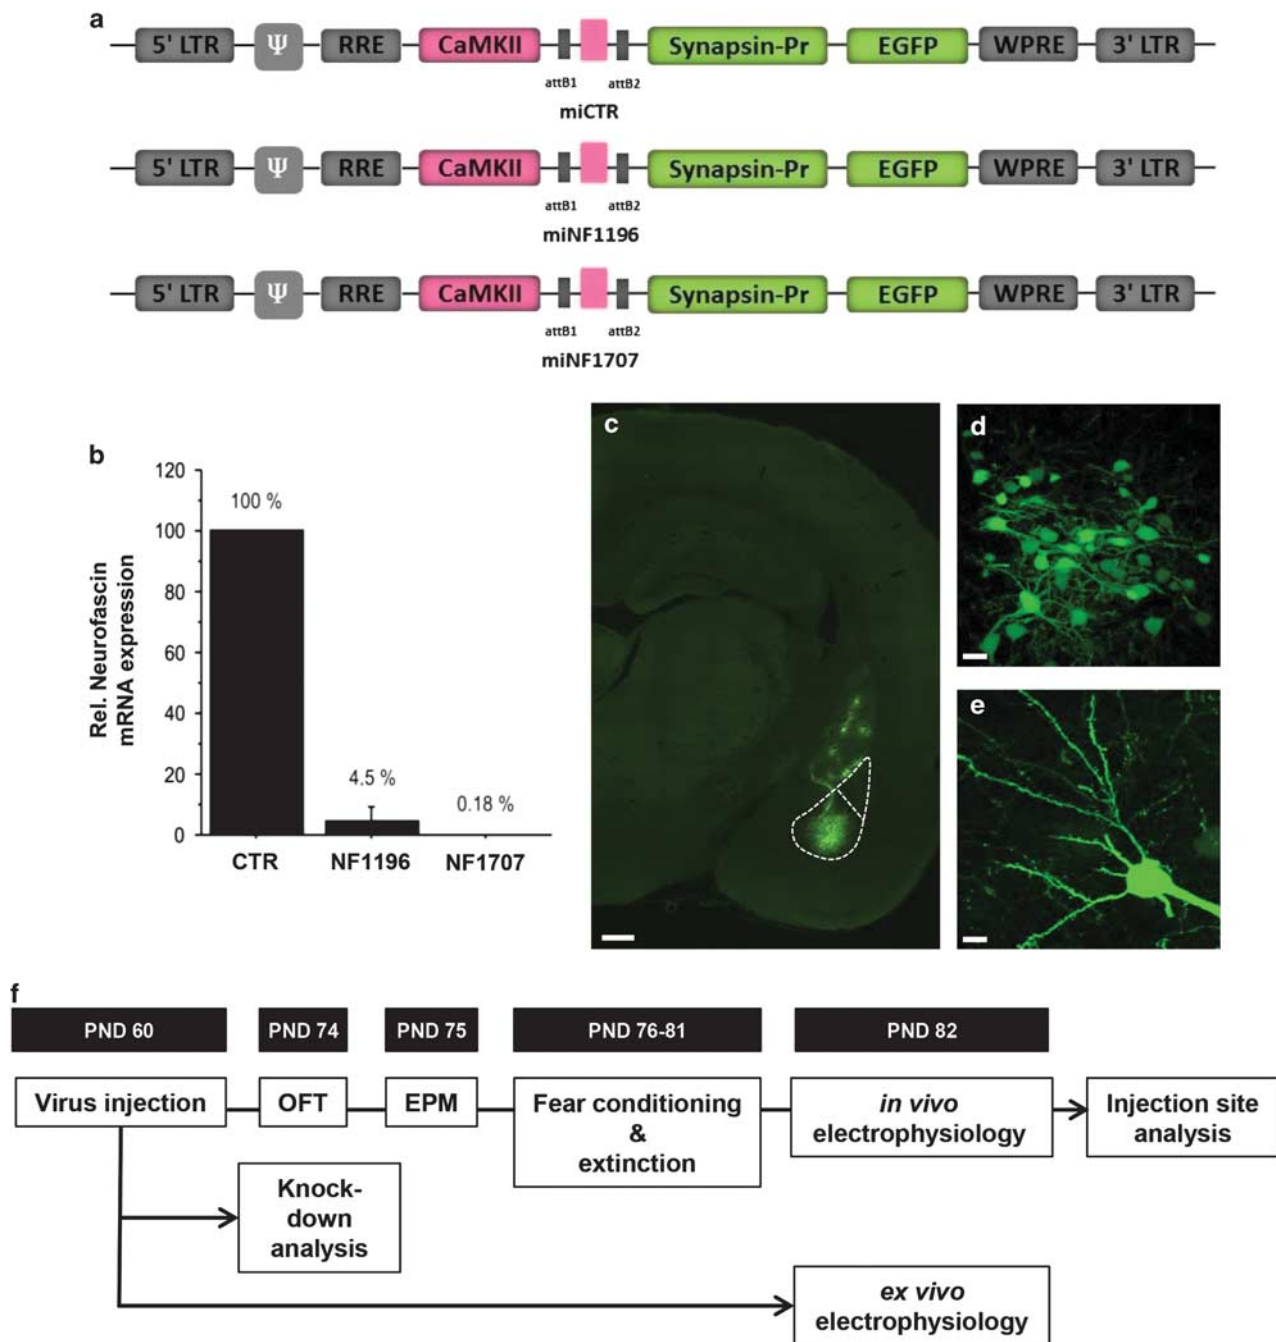 a
5' LTR Ψ RRE CaMKII Synapsin-Pr EGFP WPRE 3' LTR
attB1 attB2
miCTR
5' LTR Ψ RRE CaMKII Synapsin-Pr EGFP WPRE 3' LTR
attB1 attB2
miNF1196
5' LTR Ψ RRE CaMKII Synapsin-Pr EGFP WPRE 3' LTR
attB1 attB2
miNF1707
b
Rel. Neurofascin
mRNA expression
120
100
80
60
40
20
0
100 %
4.5 %
0.18 %
CTR NF1196 NF1707
c
d
e
f
PND 60 PND 74 PND 75 PND 76-81 PND 82
Virus injection
OFT
EPM
Fear conditioning
&
extinction
in vivo
electrophysiology
Injection site
analysis
Knock-
down
analysis
ex vivo
electrophysiology